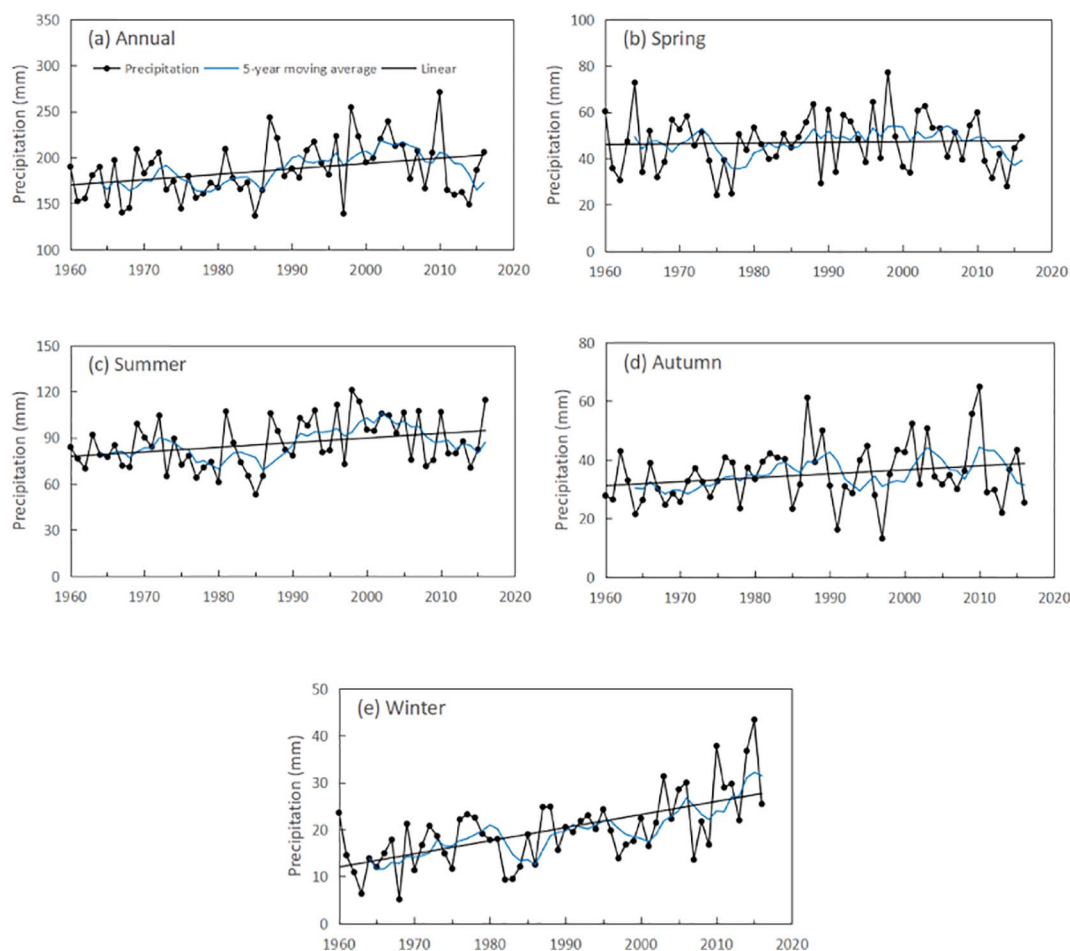 (a) Annual
Precipitation 5-year moving average Linear
Precipitation (mm)
350
300
250
200
150
100
1960 1970 1980 1990 2000 2010 2020
(b) Spring
Precipitation (mm)
100
80
60
40
20
0
1960 1970 1980 1990 2000 2010 2020
(c) Summer
Precipitation (mm)
150
120
90
60
30
0
1960 1970 1980 1990 2000 2010 2020
(d) Autumn
Precipitation (mm)
80
60
40
20
0
1960 1970 1980 1990 2000 2010 2020
(e) Winter
Precipitation (mm)
50
40
30
20
10
0
1960 1970 1980 1990 2000 2010 2020